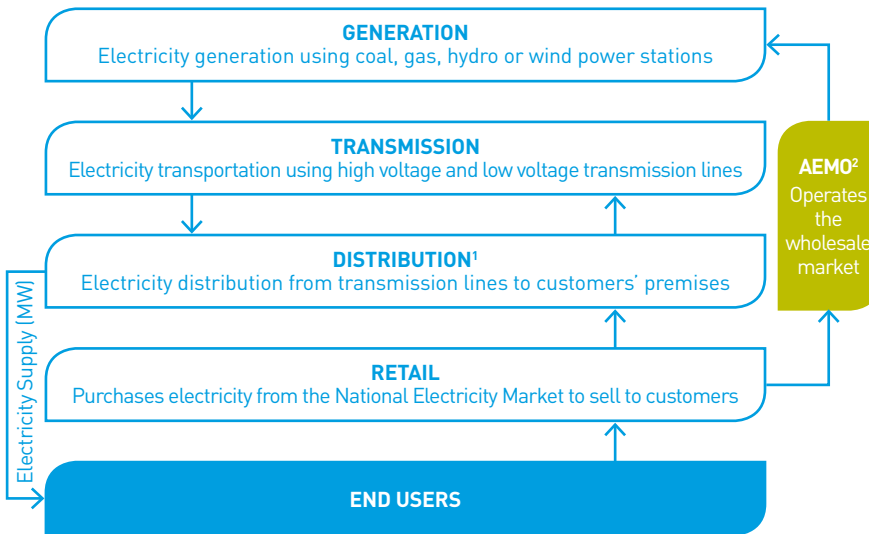 GENERATION
Electricity generation using coal, gas, hydro or wind power stations
TRANSMISSION
Electricity transportation using high voltage and low voltage transmission lines
AEMO²
Operates
the
wholesale
market
DISTRIBUTION¹
Electricity distribution from transmission lines to customers’ premises
Electricity Supply (MW)
RETAIL
Purchases electricity from the National Electricity Market to sell to customers
END USERS